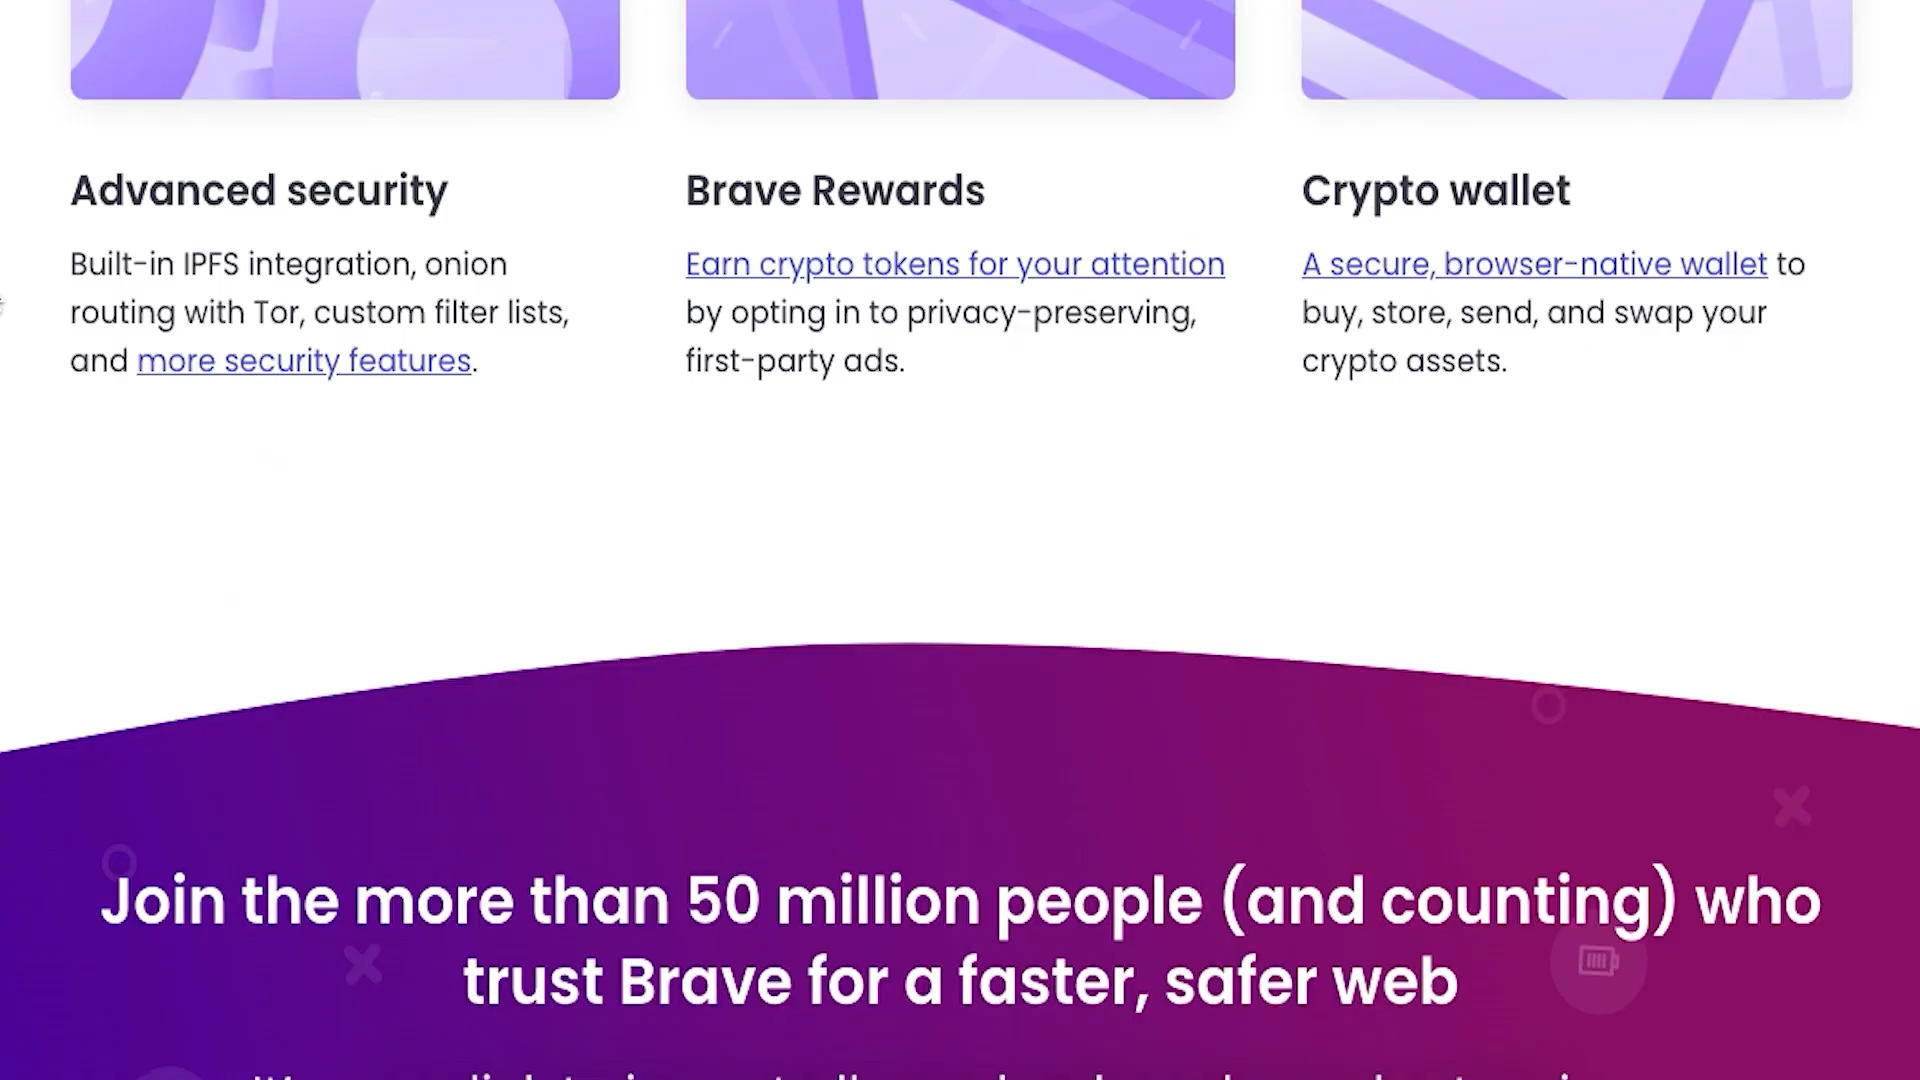 Advanced security
Built-in IPFS integration, onion
routing with Tor, custom filter lists,
and more security features.
Brave Rewards
Earn crypto tokens for your attention
by opting in to privacy-preserving,
first-party ads.
Crypto wallet
A secure, browser-native wallet to
buy, store, send, and swap your
crypto assets.
Join the more than 50 million people (and counting) who
trust Brave for a faster, safer web